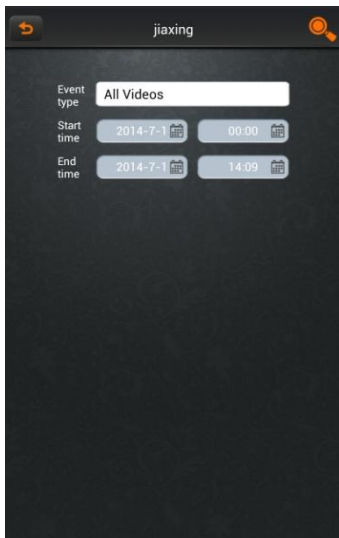 jiaxing
Event
type
All Videos
Start
time
2014-7-1
00:00
End
time
2014-7-1
14:09